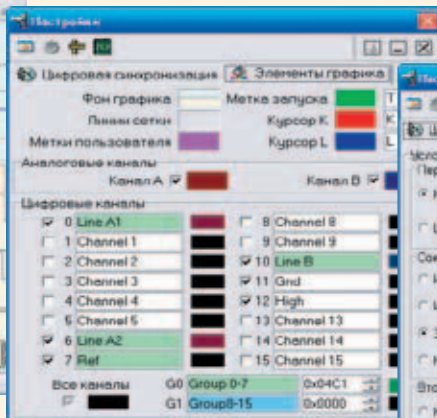 Настройки
Цифровая синхронизация Элементы графика
Фон графика Метка запуска T
Линии сетки Курсор K K
Метки пользователя Курсор L L
Аналоговые каналы
Канал A Канал B
Цифровые каналы
0 Line A1 8 Channel 8
1 Channel 1 9 Channel 9
2 Channel 2 10 Line B
3 Channel 3 11 Gnd
4 Channel 4 12 High
5 Channel 5 13 Channel 13
6 Line A2 14 Channel 14
7 Ref 15 Channel 15
Все каналы G0 Group 0-7 0x04C1
G1 Group8-15 0x0000